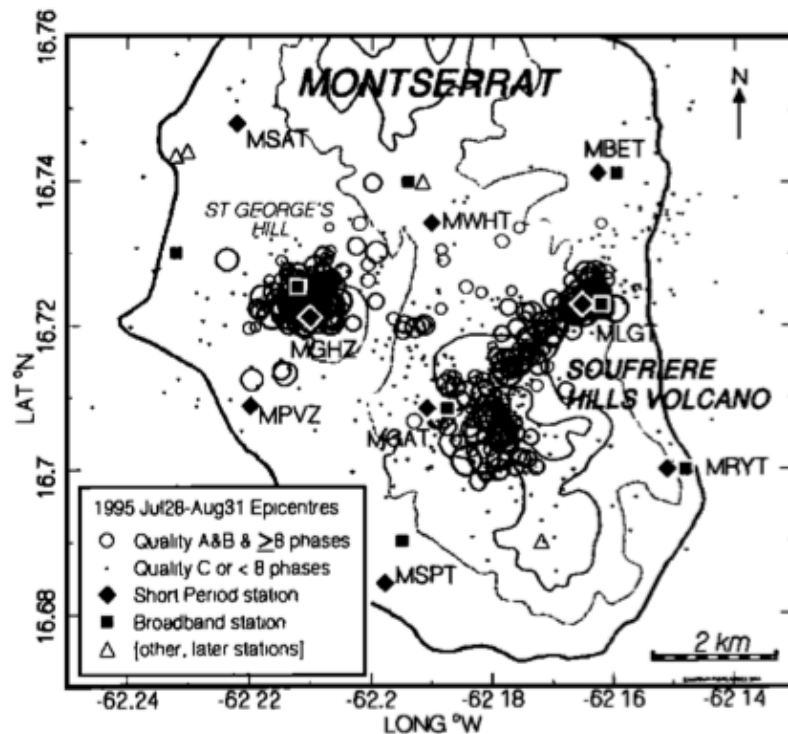 16.76
MONTSERRAT
N
MSAT
MBET
16.74
ST GEORGE'S
HILL
MWHT
16.72
MGHZ
MLGT
SOUFRIERE
HILLS VOLCANO
LAT °N
MPVZ
MGAT
16.7
MRYT
1995 Jul28-Aug31 Epicentres
Quality A&B & ≥8 phases
Quality C or < 8 phases
Short Period station
Broadband station
[other, later stations]
MSPT
16.68
2 km
-62.24 -62 22 -62.2 -62 18 -62 16 -62 14
LONG °W